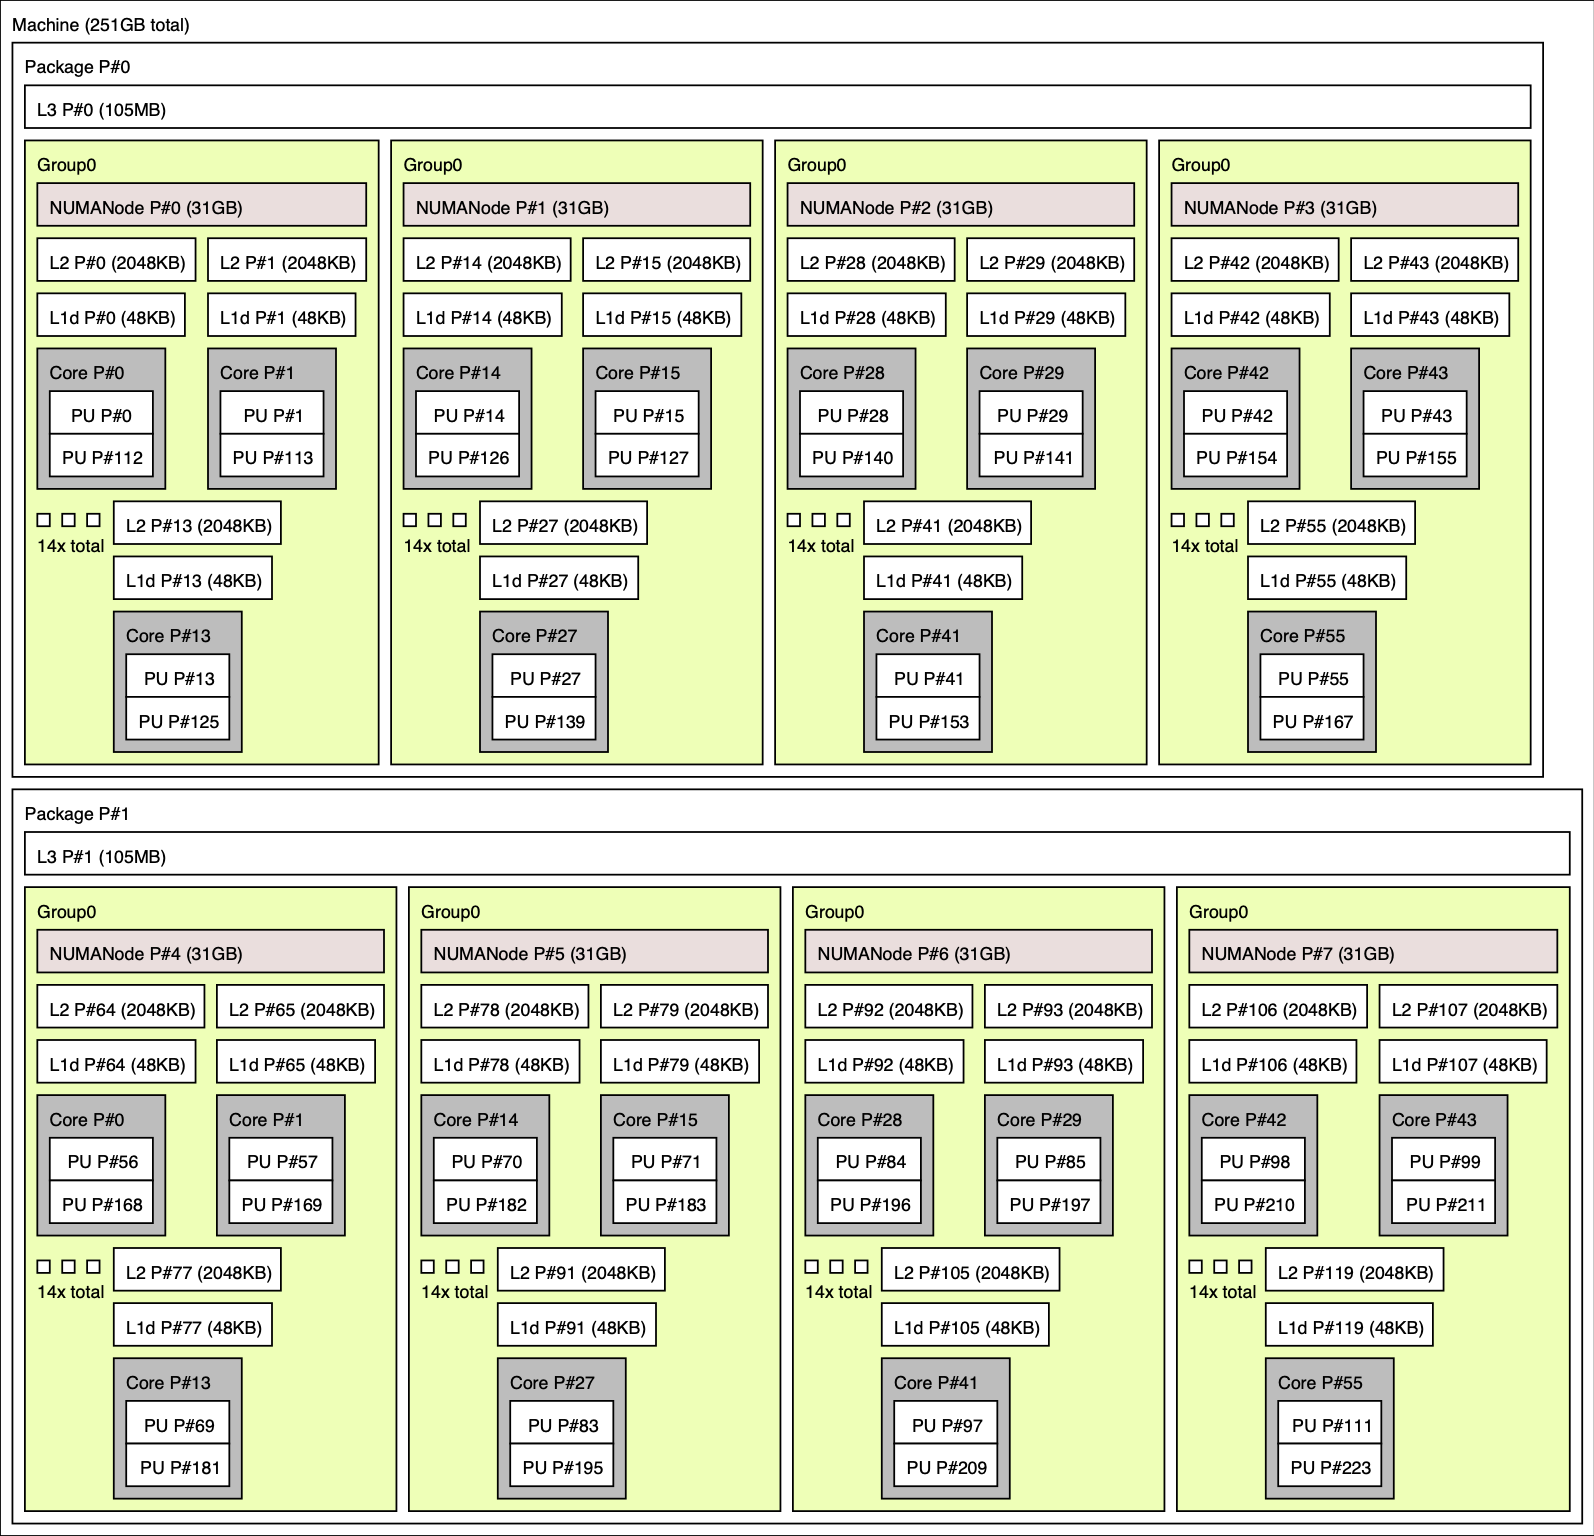 Machine (251GB total)
Package P#0
L3 P#0 (105MB)
Group0 Group0 Group0 Group0
NUMANode P#0 (31GB) NUMANode P#1 (31GB) NUMANode P#2 (31GB) NUMANode P#3 (31GB)
L2 P#0 (2048KB) L2 P#1 (2048KB) L2 P#14 (2048KB) L2 P#15 (2048KB) L2 P#28 (2048KB) L2 P#29 (2048KB) L2 P#42 (2048KB) L2 P#43 (2048KB)
L1d P#0 (48KB) L1d P#1 (48KB) L1d P#14 (48KB) L1d P#15 (48KB) L1d P#28 (48KB) L1d P#29 (48KB) L1d P#42 (48KB) L1d P#43 (48KB)
Core P#0 Core P#1 Core P#14 Core P#15 Core P#28 Core P#29 Core P#42 Core P#43
PU P#0 PU P#1 PU P#14 PU P#15 PU P#28 PU P#29 PU P#42 PU P#43
PU P#112 PU P#113 PU P#126 PU P#127 PU P#140 PU P#141 PU P#154 PU P#155
L2 P#13 (2048KB) L2 P#27 (2048KB) L2 P#41 (2048KB) L2 P#55 (2048KB)
14x total 14x total 14x total 14x total
L1d P#13 (48KB) L1d P#27 (48KB) L1d P#41 (48KB) L1d P#55 (48KB)
Core P#13 Core P#27 Core P#41 Core P#55
PU P#13 PU P#27 PU P#41 PU P#55
PU P#125 PU P#139 PU P#153 PU P#167
Package P#1
L3 P#1 (105MB)
Group0 Group0 Group0 Group0
NUMANode P#4 (31GB) NUMANode P#5 (31GB) NUMANode P#6 (31GB) NUMANode P#7 (31GB)
L2 P#64 (2048KB) L2 P#65 (2048KB) L2 P#78 (2048KB) L2 P#79 (2048KB) L2 P#92 (2048KB) L2 P#93 (2048KB) L2 P#106 (2048KB) L2 P#107 (2048KB)
L1d P#64 (48KB) L1d P#65 (48KB) L1d P#78 (48KB) L1d P#79 (48KB) L1d P#92 (48KB) L1d P#93 (48KB) L1d P#106 (48KB) L1d P#107 (48KB)
Core P#0 Core P#1 Core P#14 Core P#15 Core P#28 Core P#29 Core P#42 Core P#43
PU P#56 PU P#57 PU P#70 PU P#71 PU P#84 PU P#85 PU P#98 PU P#99
PU P#168 PU P#169 PU P#182 PU P#183 PU P#196 PU P#197 PU P#210 PU P#211
L2 P#77 (2048KB) L2 P#91 (2048KB) L2 P#105 (2048KB) L2 P#119 (2048KB)
14x total 14x total 14x total 14x total
L1d P#77 (48KB) L1d P#91 (48KB) L1d P#105 (48KB) L1d P#119 (48KB)
Core P#13 Core P#27 Core P#41 Core P#55
PU P#69 PU P#83 PU P#97 PU P#111
PU P#181 PU P#195 PU P#209 PU P#223